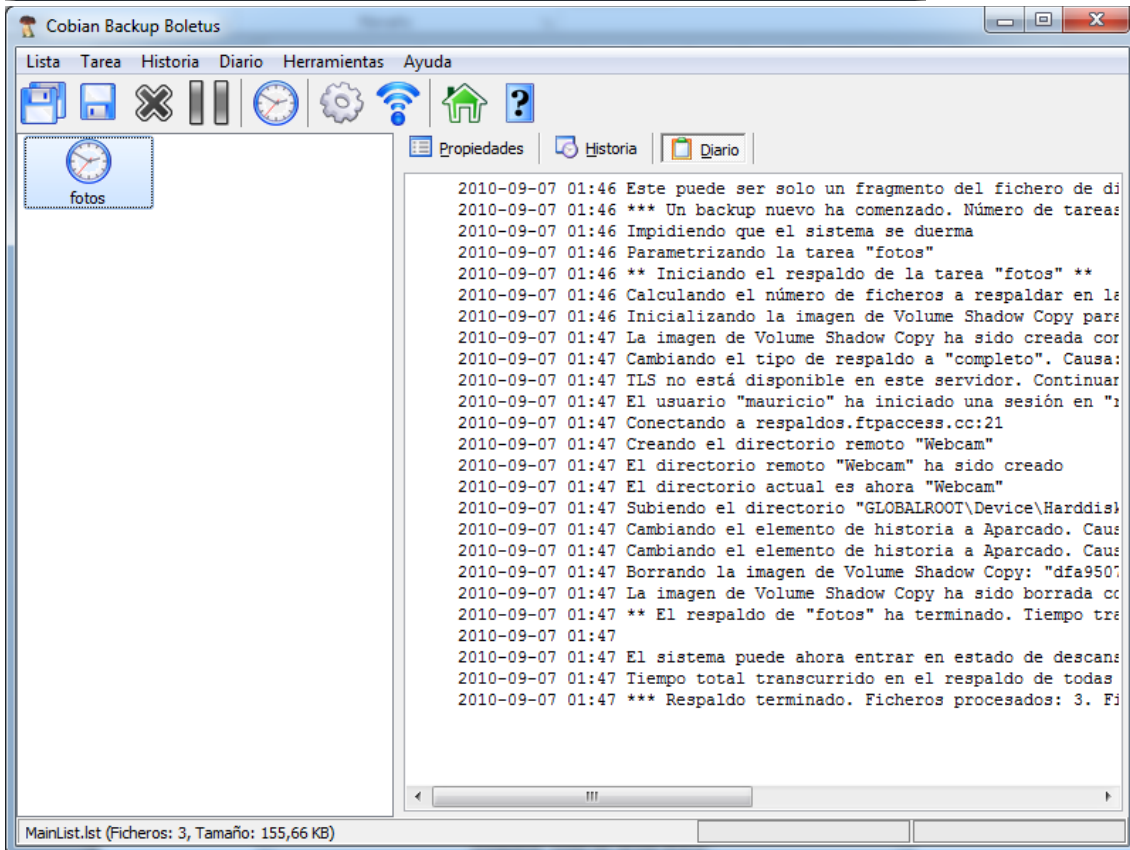 Cobian Backup Boletus
Lista Tarea Historia Diario Herramientas Ayuda
fotos
Propiedades Historia Diario
2010-09-07 01:46 Este puede ser solo un fragmento del fichero de di
2010-09-07 01:46 *** Un backup nuevo ha comenzado. Número de tareas
2010-09-07 01:46 Impidiendo que el sistema se duerma
2010-09-07 01:46 Parametrizando la tarea "fotos"
2010-09-07 01:46 ** Iniciando el respaldo de la tarea "fotos" **
2010-09-07 01:46 Calculando el número de ficheros a respaldar en la
2010-09-07 01:46 Inicializando la imagen de Volume Shadow Copy para
2010-09-07 01:47 La imagen de Volume Shadow Copy ha sido creada con
2010-09-07 01:47 Cambiando el tipo de respaldo a "completo". Causa:
2010-09-07 01:47 TLS no está disponible en este servidor. Continuar
2010-09-07 01:47 El usuario "mauricio" ha iniciado una sesión en "r
2010-09-07 01:47 Conectando a respaldos.ftpaccess.cc:21
2010-09-07 01:47 Creando el directorio remoto "Webcam"
2010-09-07 01:47 El directorio remoto "Webcam" ha sido creado
2010-09-07 01:47 El directorio actual es ahora "Webcam"
2010-09-07 01:47 Subiendo el directorio "GLOBALROOT\Device\Harddisk
2010-09-07 01:47 Cambiando el elemento de historia a Aparcado. Caus
2010-09-07 01:47 Cambiando el elemento de historia a Aparcado. Caus
2010-09-07 01:47 Borrando la imagen de Volume Shadow Copy: "dfa9507
2010-09-07 01:47 La imagen de Volume Shadow Copy ha sido borrada co
2010-09-07 01:47 ** El respaldo de "fotos" ha terminado. Tiempo tra
2010-09-07 01:47
2010-09-07 01:47 El sistema puede ahora entrar en estado de descans
2010-09-07 01:47 Tiempo total transcurrido en el respaldo de todas
2010-09-07 01:47 *** Respaldo terminado. Ficheros procesados: 3. Fi
MainList.lst (Ficheros: 3, Tamaño: 155,66 KB)